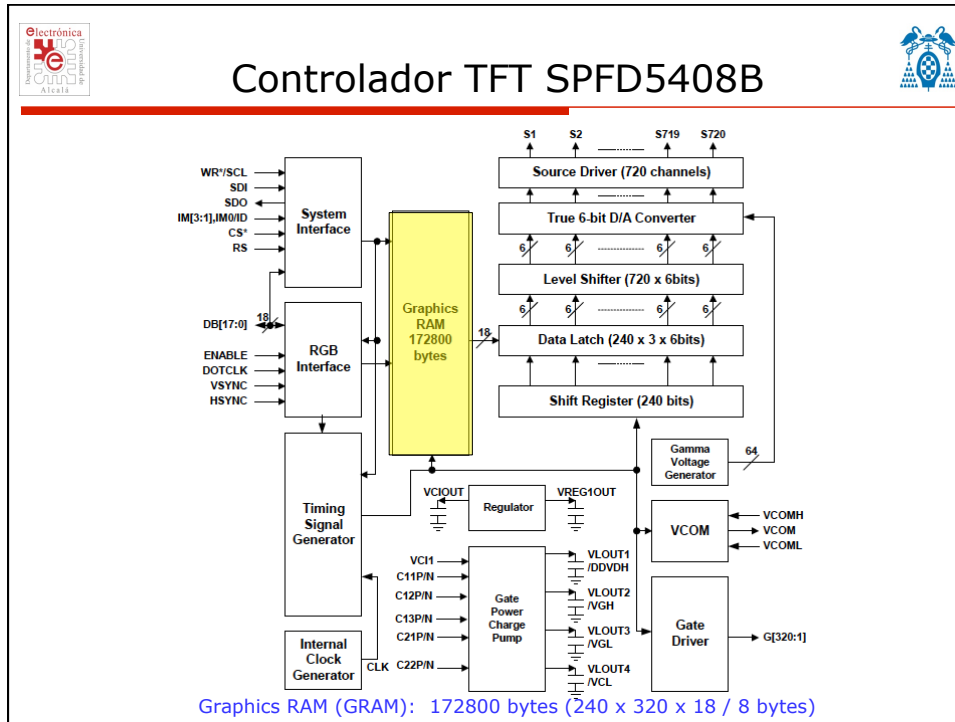 electrónica
Departamento de
Universidad de
Alcalá
Controlador TFT SPFD5408B
S1
S2
S719
S720
Source Driver (720 channels)
True 6-bit D/A Converter
6
6
6
6
Level Shifter (720 x 6bits)
6
6
6
6
Data Latch (240 x 3 x 6bits)
Shift Register (240 bits)
WR*/SCL
SDI
SDO
IM[3:1],IM0/ID
CS*
RS
System
Interface
DB[17:0]
18
ENABLE
DOTCLK
VSYNC
HSYNC
RGB
Interface
Graphics
RAM
172800
bytes
18
Timing
Signal
Generator
Internal
Clock
Generator
CLK
Gamma
Voltage
Generator
64
VCIOUT
Regulator
VREG1OUT
VCOM
VCOMH
VCOM
VCOML
VCI1
C11P/N
C12P/N
C13P/N
C21P/N
C22P/N
Gate
Power
Charge
Pump
VLOUT1
/DDVDH
VLOUT2
/VGH
VLOUT3
/VGL
VLOUT4
/VCL
Gate
Driver
G[320:1]
Graphics RAM (GRAM): 172800 bytes (240 x 320 x 18 / 8 bytes)